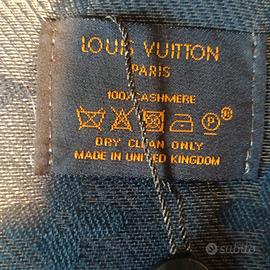 LOUIS VUITTON
PARIS
100% CASHMERE
P ®
DRY CLEAN ONLY
MADE IN UNITED KINGDOM
subito